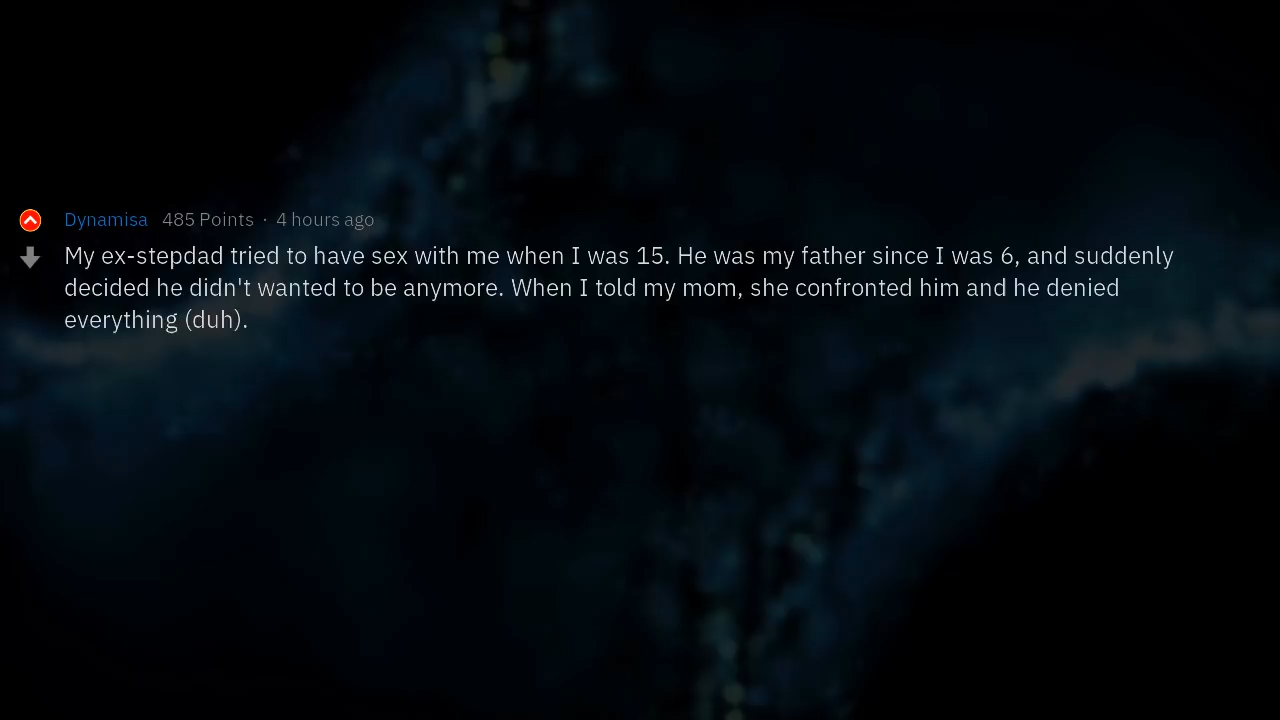 Dynamisa 485 Points · 4 hours ago
My ex-stepdad tried to have sex with me when I was 15. He was my father since I was 6, and suddenly
decided he didn't wanted to be anymore. When I told my mom, she confronted him and he denied
everything (duh).